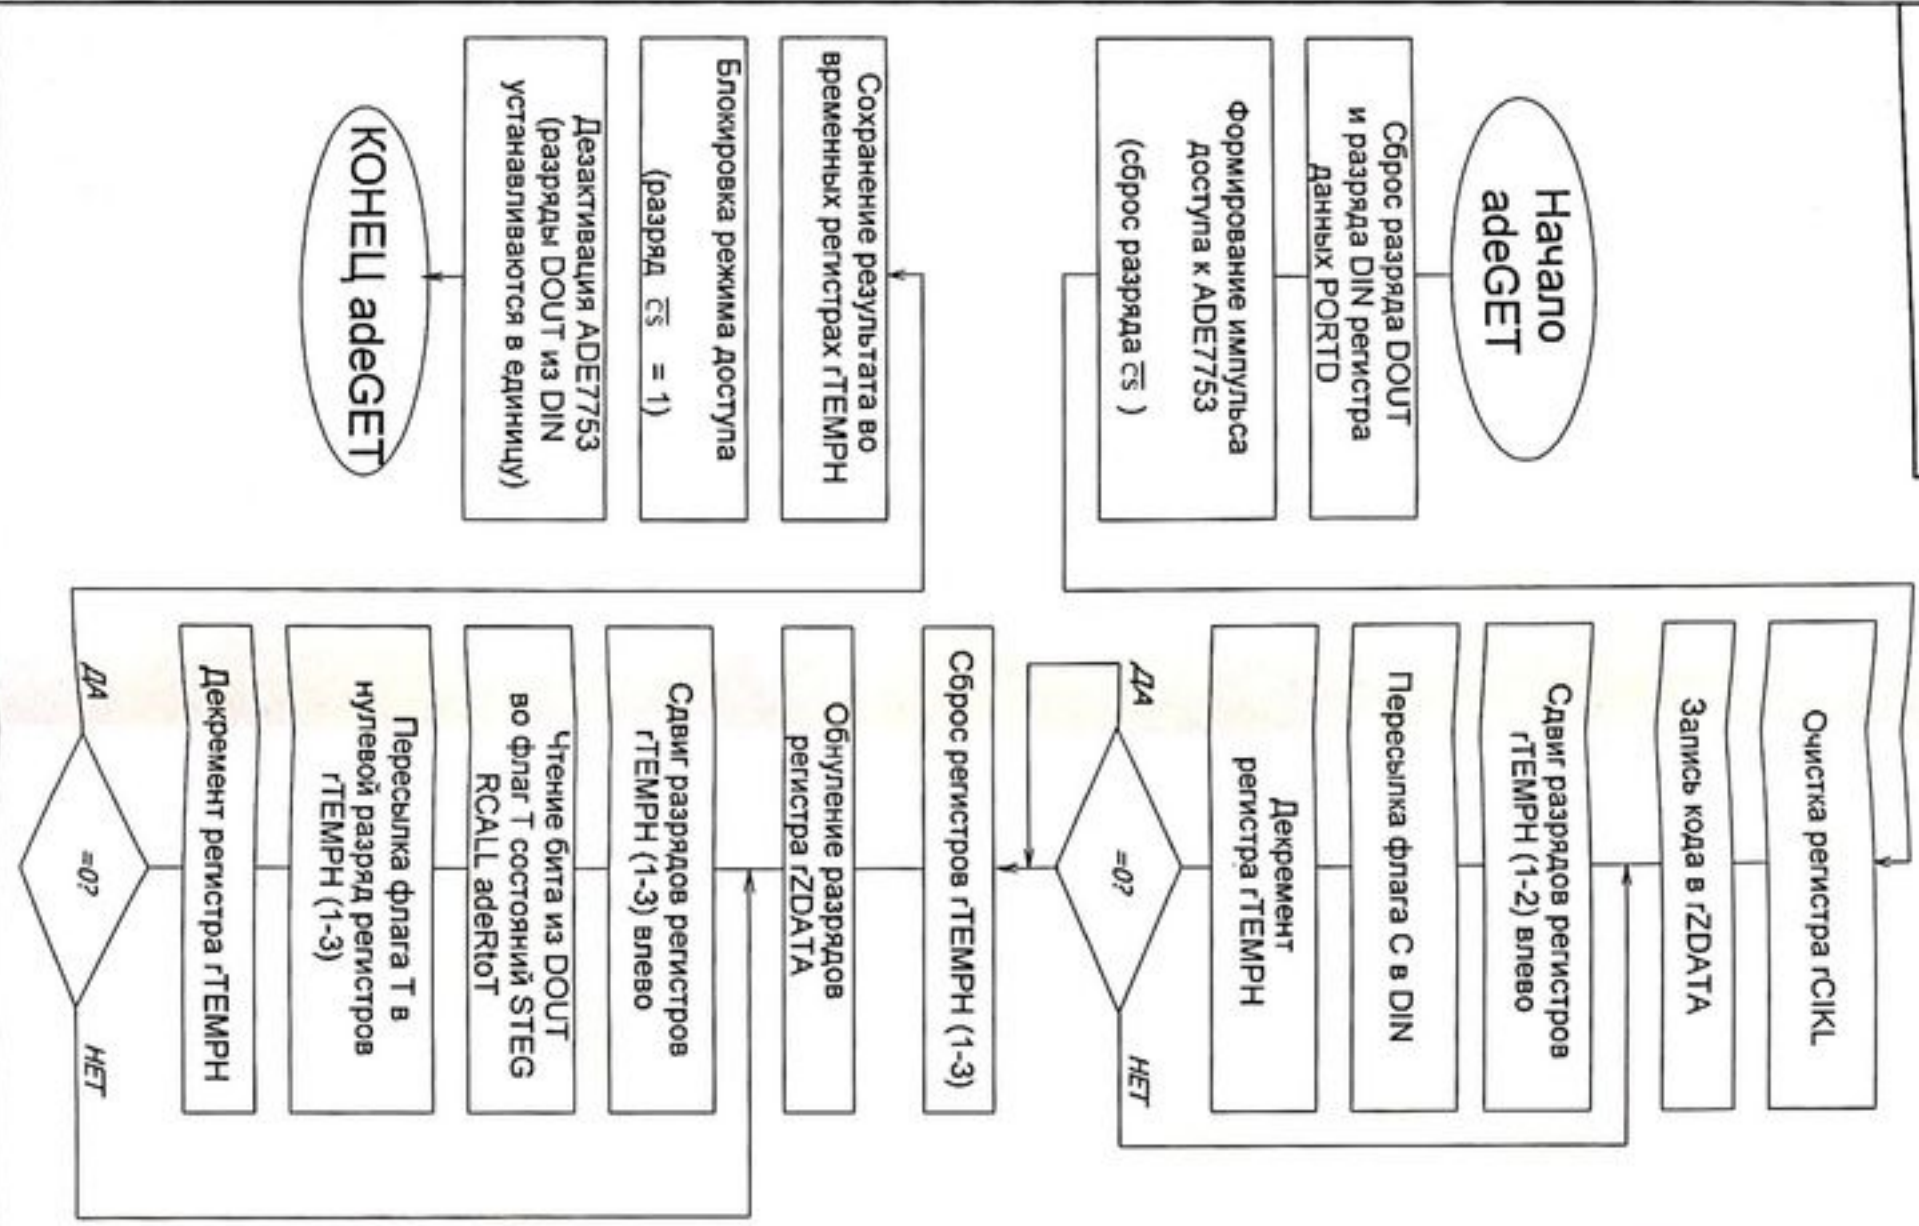 Начало
adeGET
Сброс разряда DOUT
и разряда DIN регистра
данных PORTD
Формирование импульса
доступа к ADE7753
(сброс разряда c̅s̅ )
Очистка регистра rCIKL
Запись кода в rZDATA
Сдвиг разрядов регистров
rTEMPH (1-2) влево
Пересылка флага С в DIN
Декремент
регистра rTEMPH
=0?
ДА
НЕТ
Сброс регистров rTEMPH (1-3)
Обнуление разрядов
регистра rZDATA
Сдвиг разрядов регистров
rTEMPH (1-3) влево
Чтение бита из DOUT
во флаг Т состояний STEG
RCALL adeRtoT
Пересылка флага Т в
нулевой разряд регистров
rTEMPH (1-3)
Декремент регистра rTEMPH
=0?
ДА
НЕТ
Сохранение результата во
временных регистрах rTEMPH
Блокировка режима доступа
(разряд c̅s̅ = 1)
Дезактивация ADE7753
(разряды DOUT из DIN
устанавливаются в единицу)
КОНЕЦ adeGET